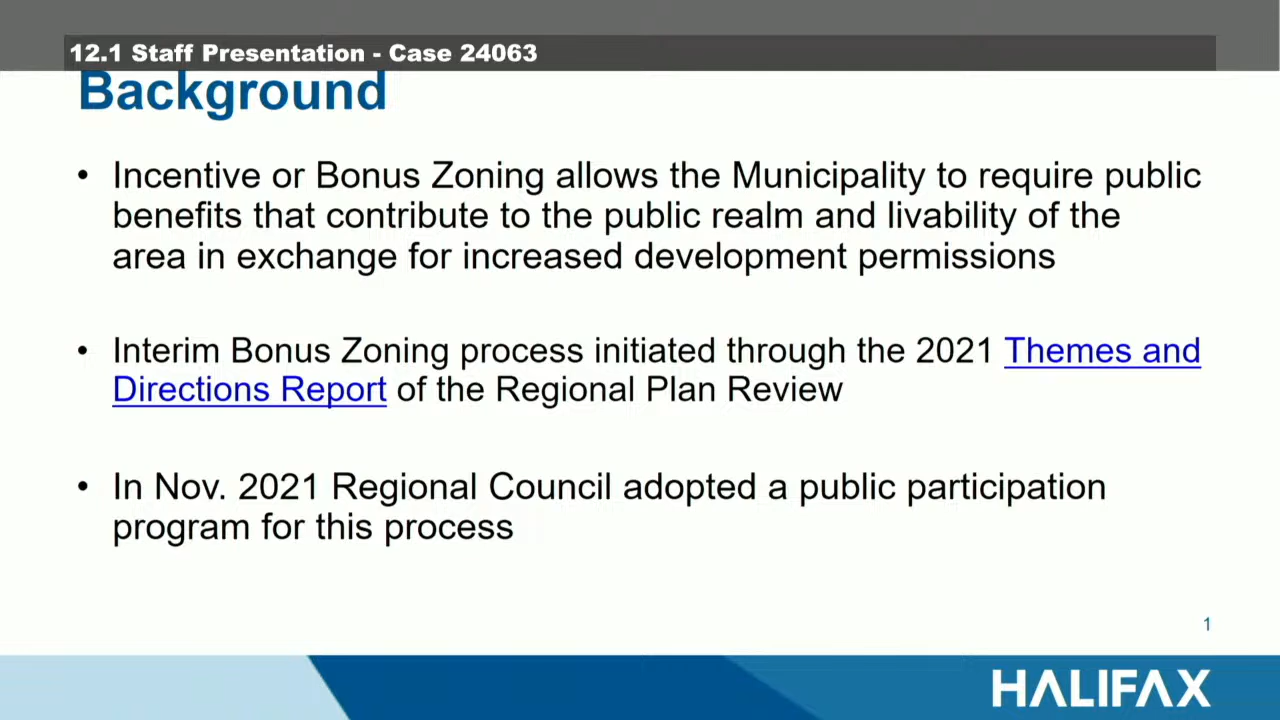 12.1 Staff Presentation - Case 24063
Background
• Incentive or Bonus Zoning allows the Municipality to require public
benefits that contribute to the public realm and livability of the
area in exchange for increased development permissions
• Interim Bonus Zoning process initiated through the 2021 Themes and
Directions Report of the Regional Plan Review
• In Nov. 2021 Regional Council adopted a public participation
program for this process
1
HALIFAX